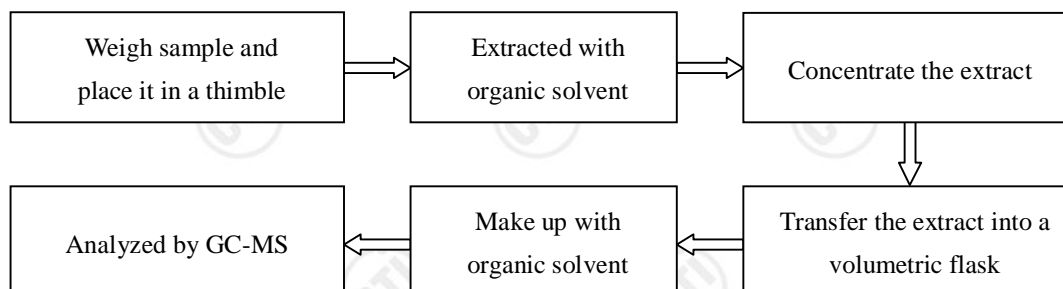 Weigh sample and
place it in a thimble
Extracted with
organic solvent
Concentrate the extract
Transfer the extract into a
volumetric flask
Make up with
organic solvent
Analyzed by GC-MS